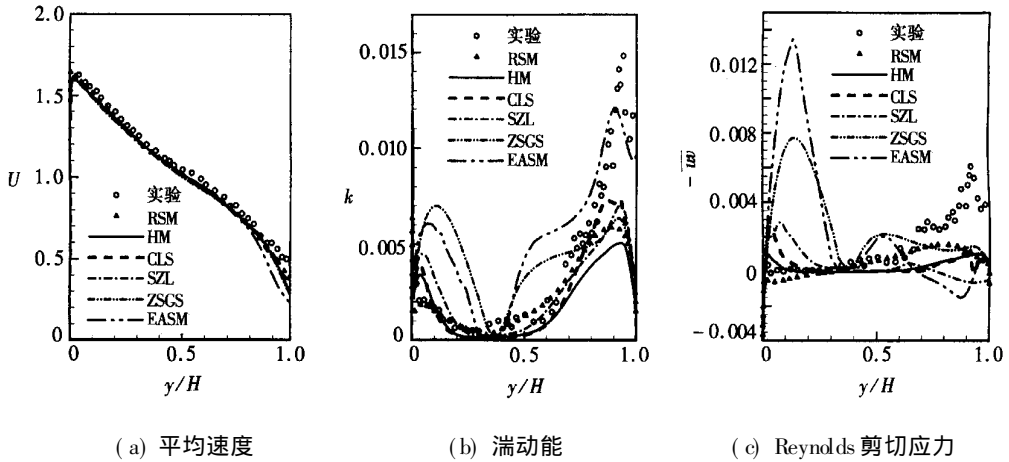 2.0
1.5
1.0
0.5
0
U
实验
RSM
HM
CLS
SZL
ZSGS
EASM
0
0.5
1.0
y/H
(a) 平均速度
k
0.015
0.010
0.005
0
实验
RSM
HM
CLS
SZL
ZSGS
EASM
0
0.5
1.0
y/H
(b) 湍动能
0.012
0.008
0.004
0
-0.004
实验
RSM
HM
CLS
SZL
ZSGS
EASM
0
0.5
1.0
y/H
(c) Reynolds 剪切应力